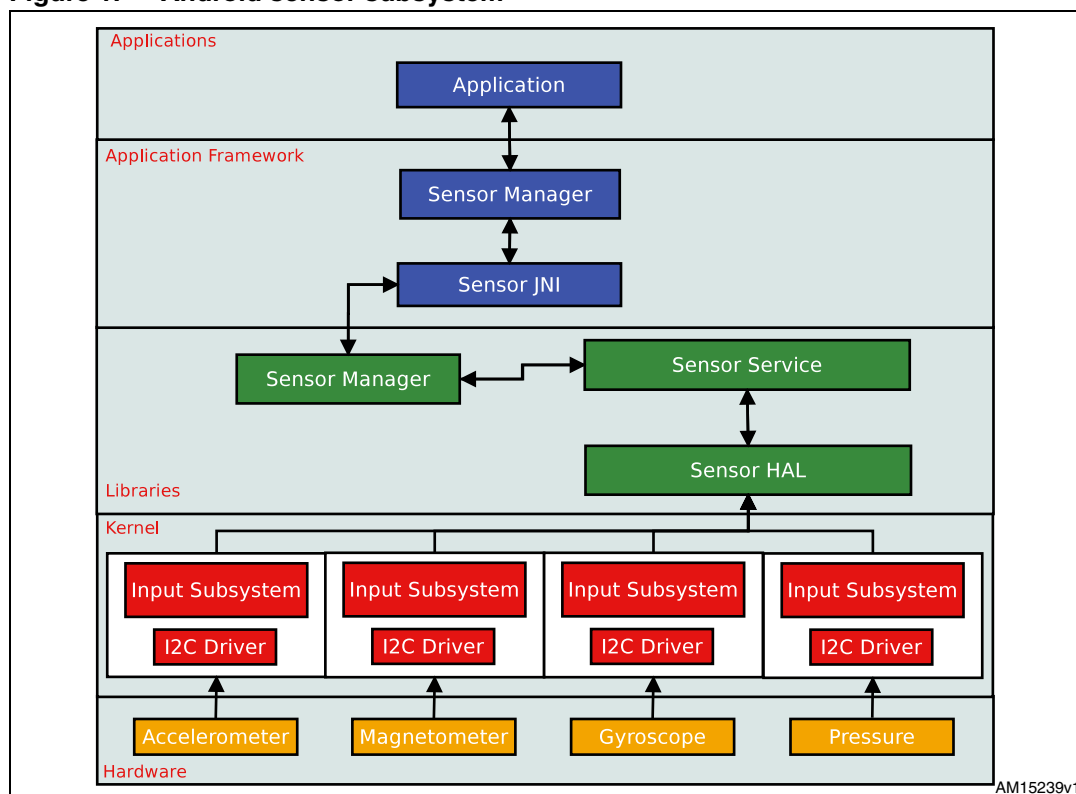 Applications
Application
Application Framework
Sensor Manager
Sensor JNI
Sensor Manager
Sensor Service
Sensor HAL
Libraries
Kernel
Input Subsystem
Input Subsystem
Input Subsystem
Input Subsystem
I2C Driver
I2C Driver
I2C Driver
I2C Driver
Accelerometer
Magnetometer
Gyroscope
Pressure
Hardware
AM15239v1